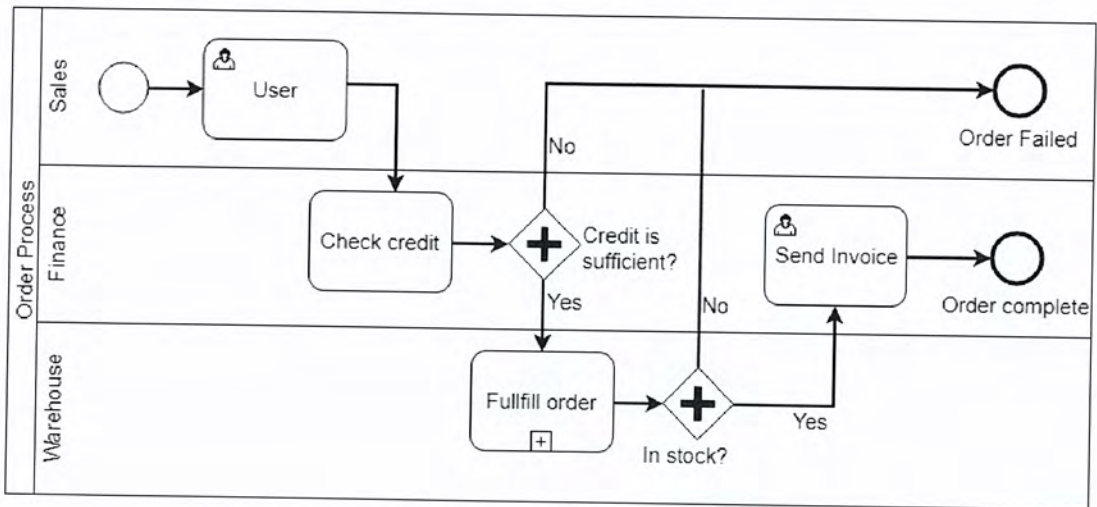 Order Process
Sales
User
No
Order Failed
Finance
Check credit
Credit is
sufficient?
Yes
No
Send Invoice
Order complete
Warehouse
Fullfill order
In stock?
Yes